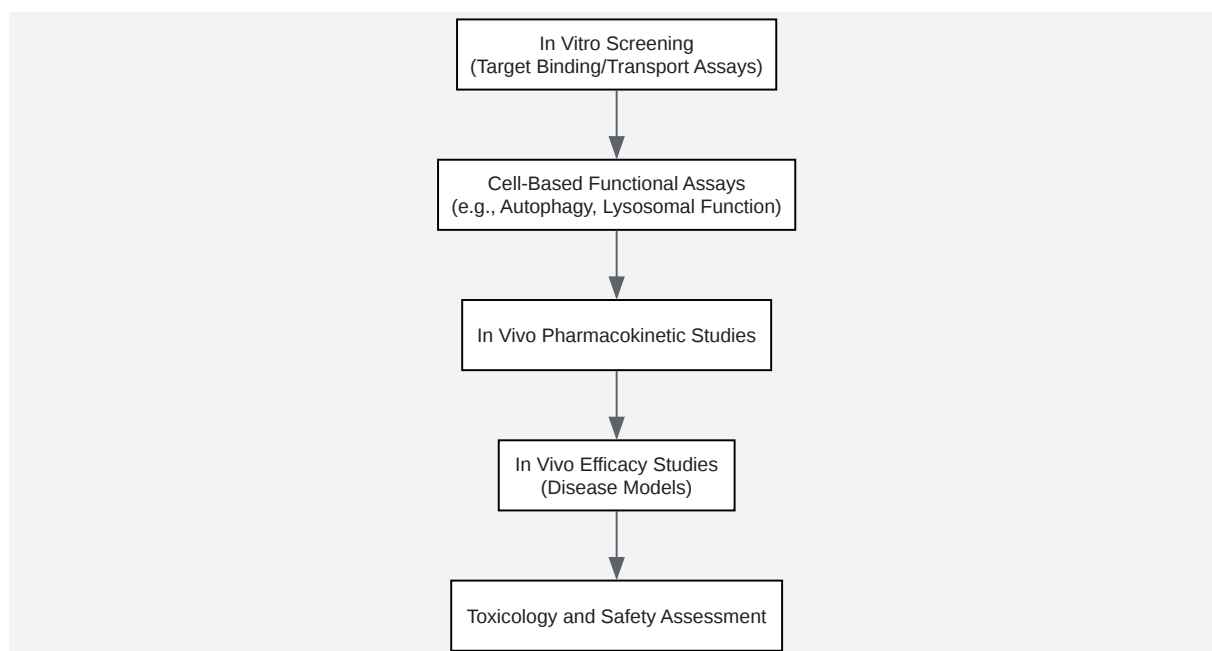 In Vitro Screening
(Target Binding/Transport Assays)
Cell-Based Functional Assays
(e.g., Autophagy, Lysosomal Function)
In Vivo Pharmacokinetic Studies
In Vivo Efficacy Studies
(Disease Models)
Toxicology and Safety Assessment